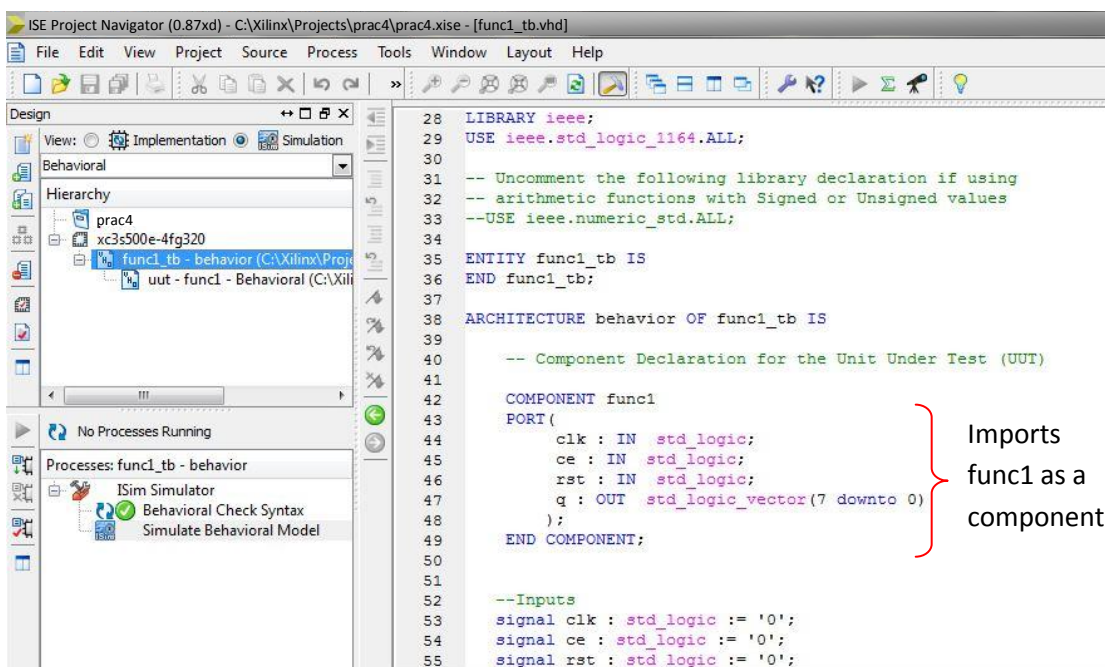 ISE Project Navigator (0.87xd) - C:\Xilinx\Projects\prac4\prac4.xise - [func1_tb.vhd]
File Edit View Project Source Process Tools Window Layout Help
Design
View: Implementation Simulation
Behavioral
Hierarchy
prac4
xc3s500e-4fg320
func1_tb - behavior (C:\Xilinx\Proje
uut - func1 - Behavioral (C:\Xili
No Processes Running
Processes: func1_tb - behavior
ISim Simulator
Behavioral Check Syntax
Simulate Behavioral Model
28 LIBRARY ieee;
29 USE ieee.std_logic_1164.ALL;
30
31 -- Uncomment the following library declaration if using
32 -- arithmetic functions with Signed or Unsigned values
33 --USE ieee.numeric_std.ALL;
34
35 ENTITY func1_tb IS
36 END func1_tb;
37
38 ARCHITECTURE behavior OF func1_tb IS
39
40 -- Component Declaration for the Unit Under Test (UUT)
41
42 COMPONENT func1
43 PORT(
44 clk : IN std_logic;
45 ce : IN std_logic;
46 rst : IN std_logic;
47 q : OUT std_logic_vector(7 downto 0)
48 );
49 END COMPONENT;
50
51
52 --Inputs
53 signal clk : std_logic := '0';
54 signal ce : std_logic := '0';
55 signal rst : std_logic := '0';
Imports
func1 as a
component